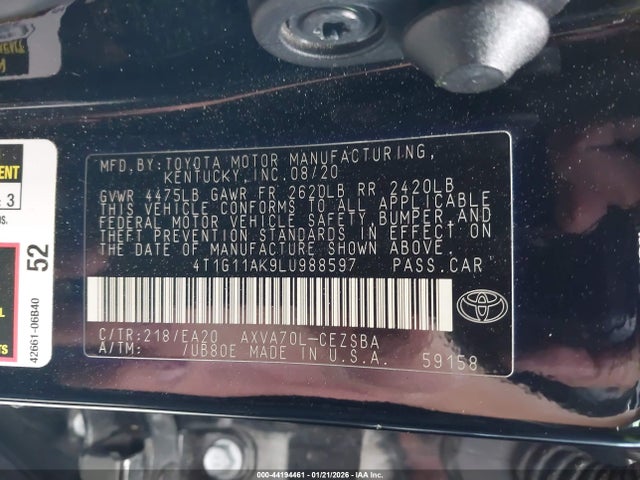 MFD.BY:TOYOTA MOTOR MANUFACTURING,
KENTUCKY, INC.08/20
GVWR 4475LB GAWR FR 2620LB RR 2420LB
THIS VEHICLE CONFORMS TO ALL APPLICABLE
FEDERAL MOTOR VEHICLE SAFETY, BUMPER, AND
THEFT PREVENTION STANDARDS IN EFFECT ON
THE DATE OF MANUFACTURE SHOWN ABOVE.
4T1G11AK9LU988597 PASS.CAR
C/TR:218/EA20 AXVA70L-CEZSBA
A/TM: /UB80E MADE IN U.S.A.
59158
52
42661-06B40
3
000-44194461 - 01/21/2026 - IAA Inc.